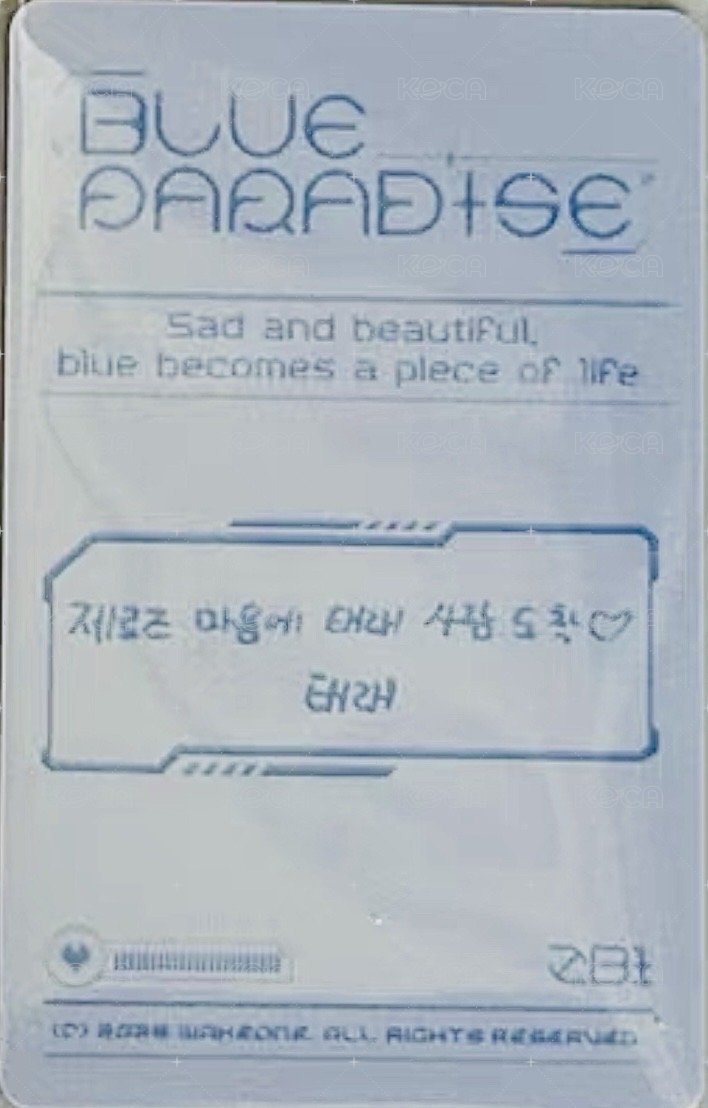 BLUE
PARADISE
Sad and beautiful,
blue becomes a piece of life
제로즈 마음에 태래 사랑 도착♡
태래
ZB1
(C) WAKEONE. ALL RIGHTS RESERVED
KOCA